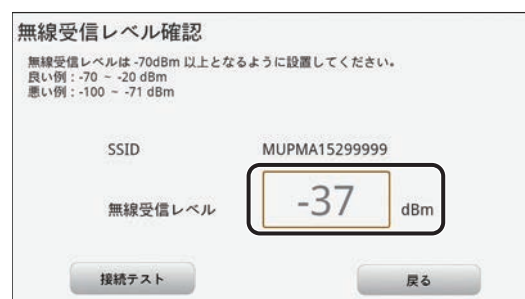 無線受信レベル確認
無線受信レベルは -70dBm 以上となるように設置してください。
良い例 : -70 ~ -20 dBm
悪い例 : -100 ~ -71 dBm
SSID MUPMA15299999
無線受信レベル -37 dBm
接続テスト 戻る